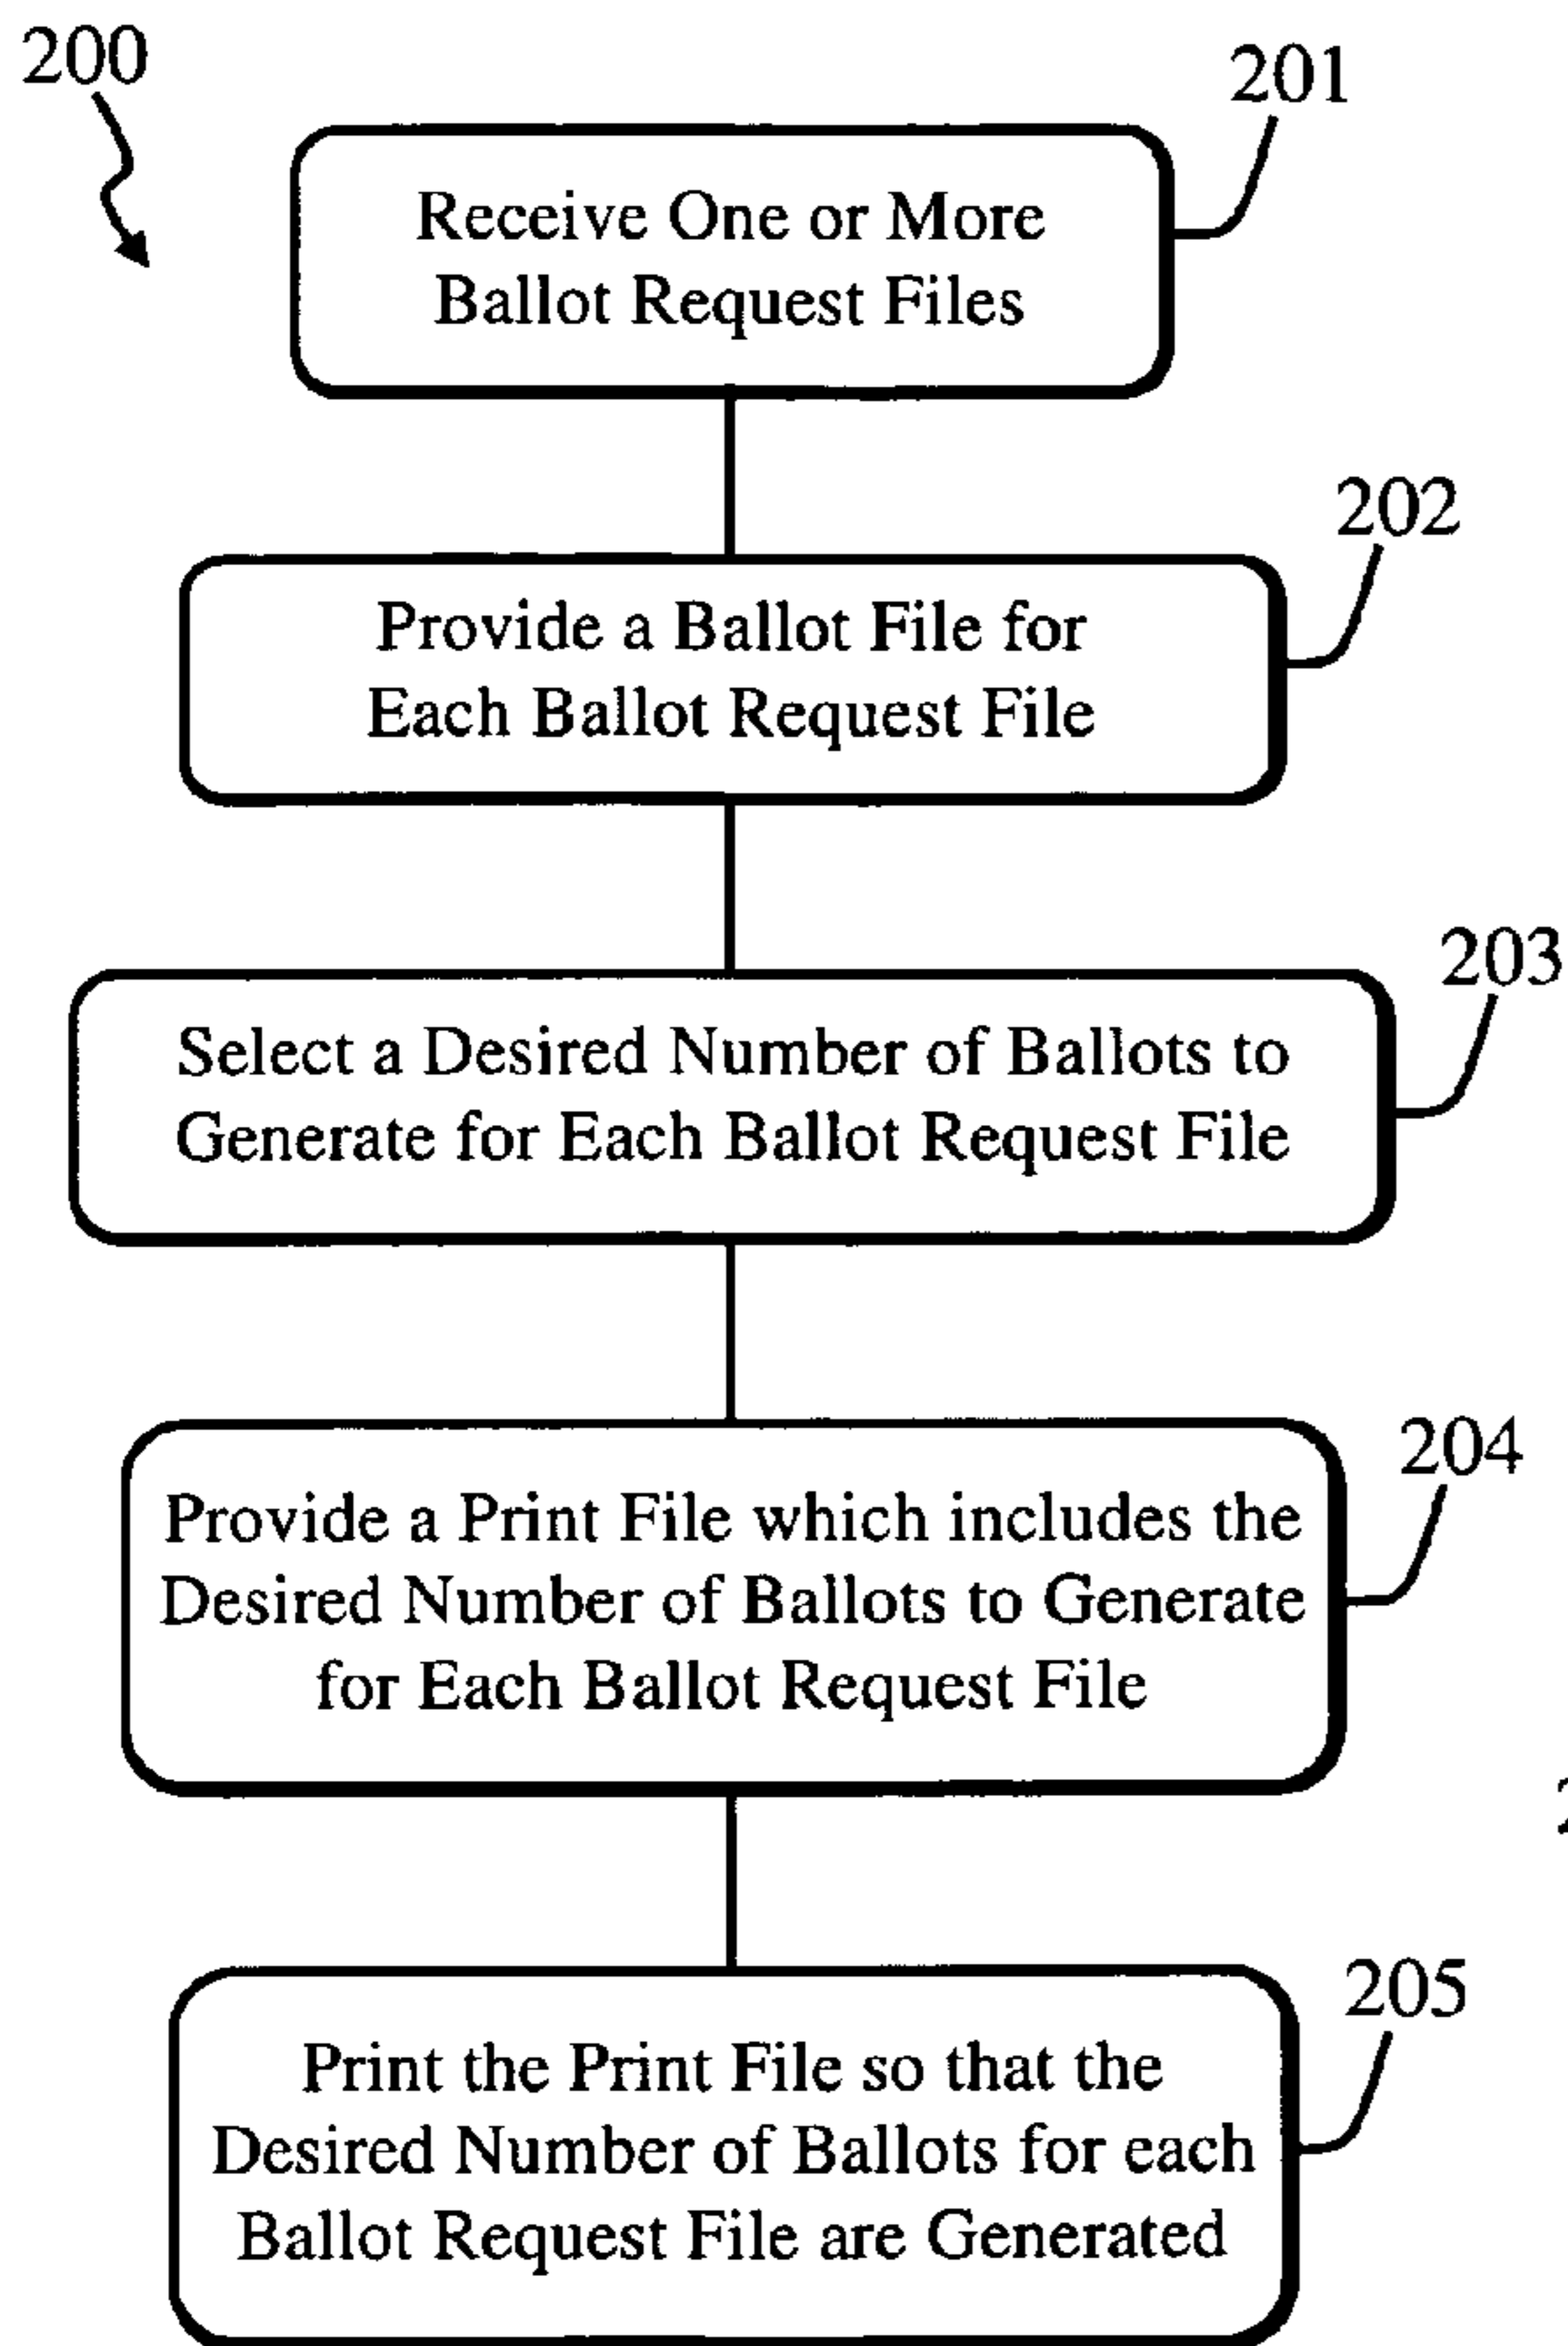 200
201
Receive One or More
Ballot Request Files
202
Provide a Ballot File for
Each Ballot Request File
203
Select a Desired Number of Ballots to
Generate for Each Ballot Request File
204
Provide a Print File which includes the
Desired Number of Ballots to Generate
for Each Ballot Request File
205
Print the Print File so that the
Desired Number of Ballots for each
Ballot Request File are Generated